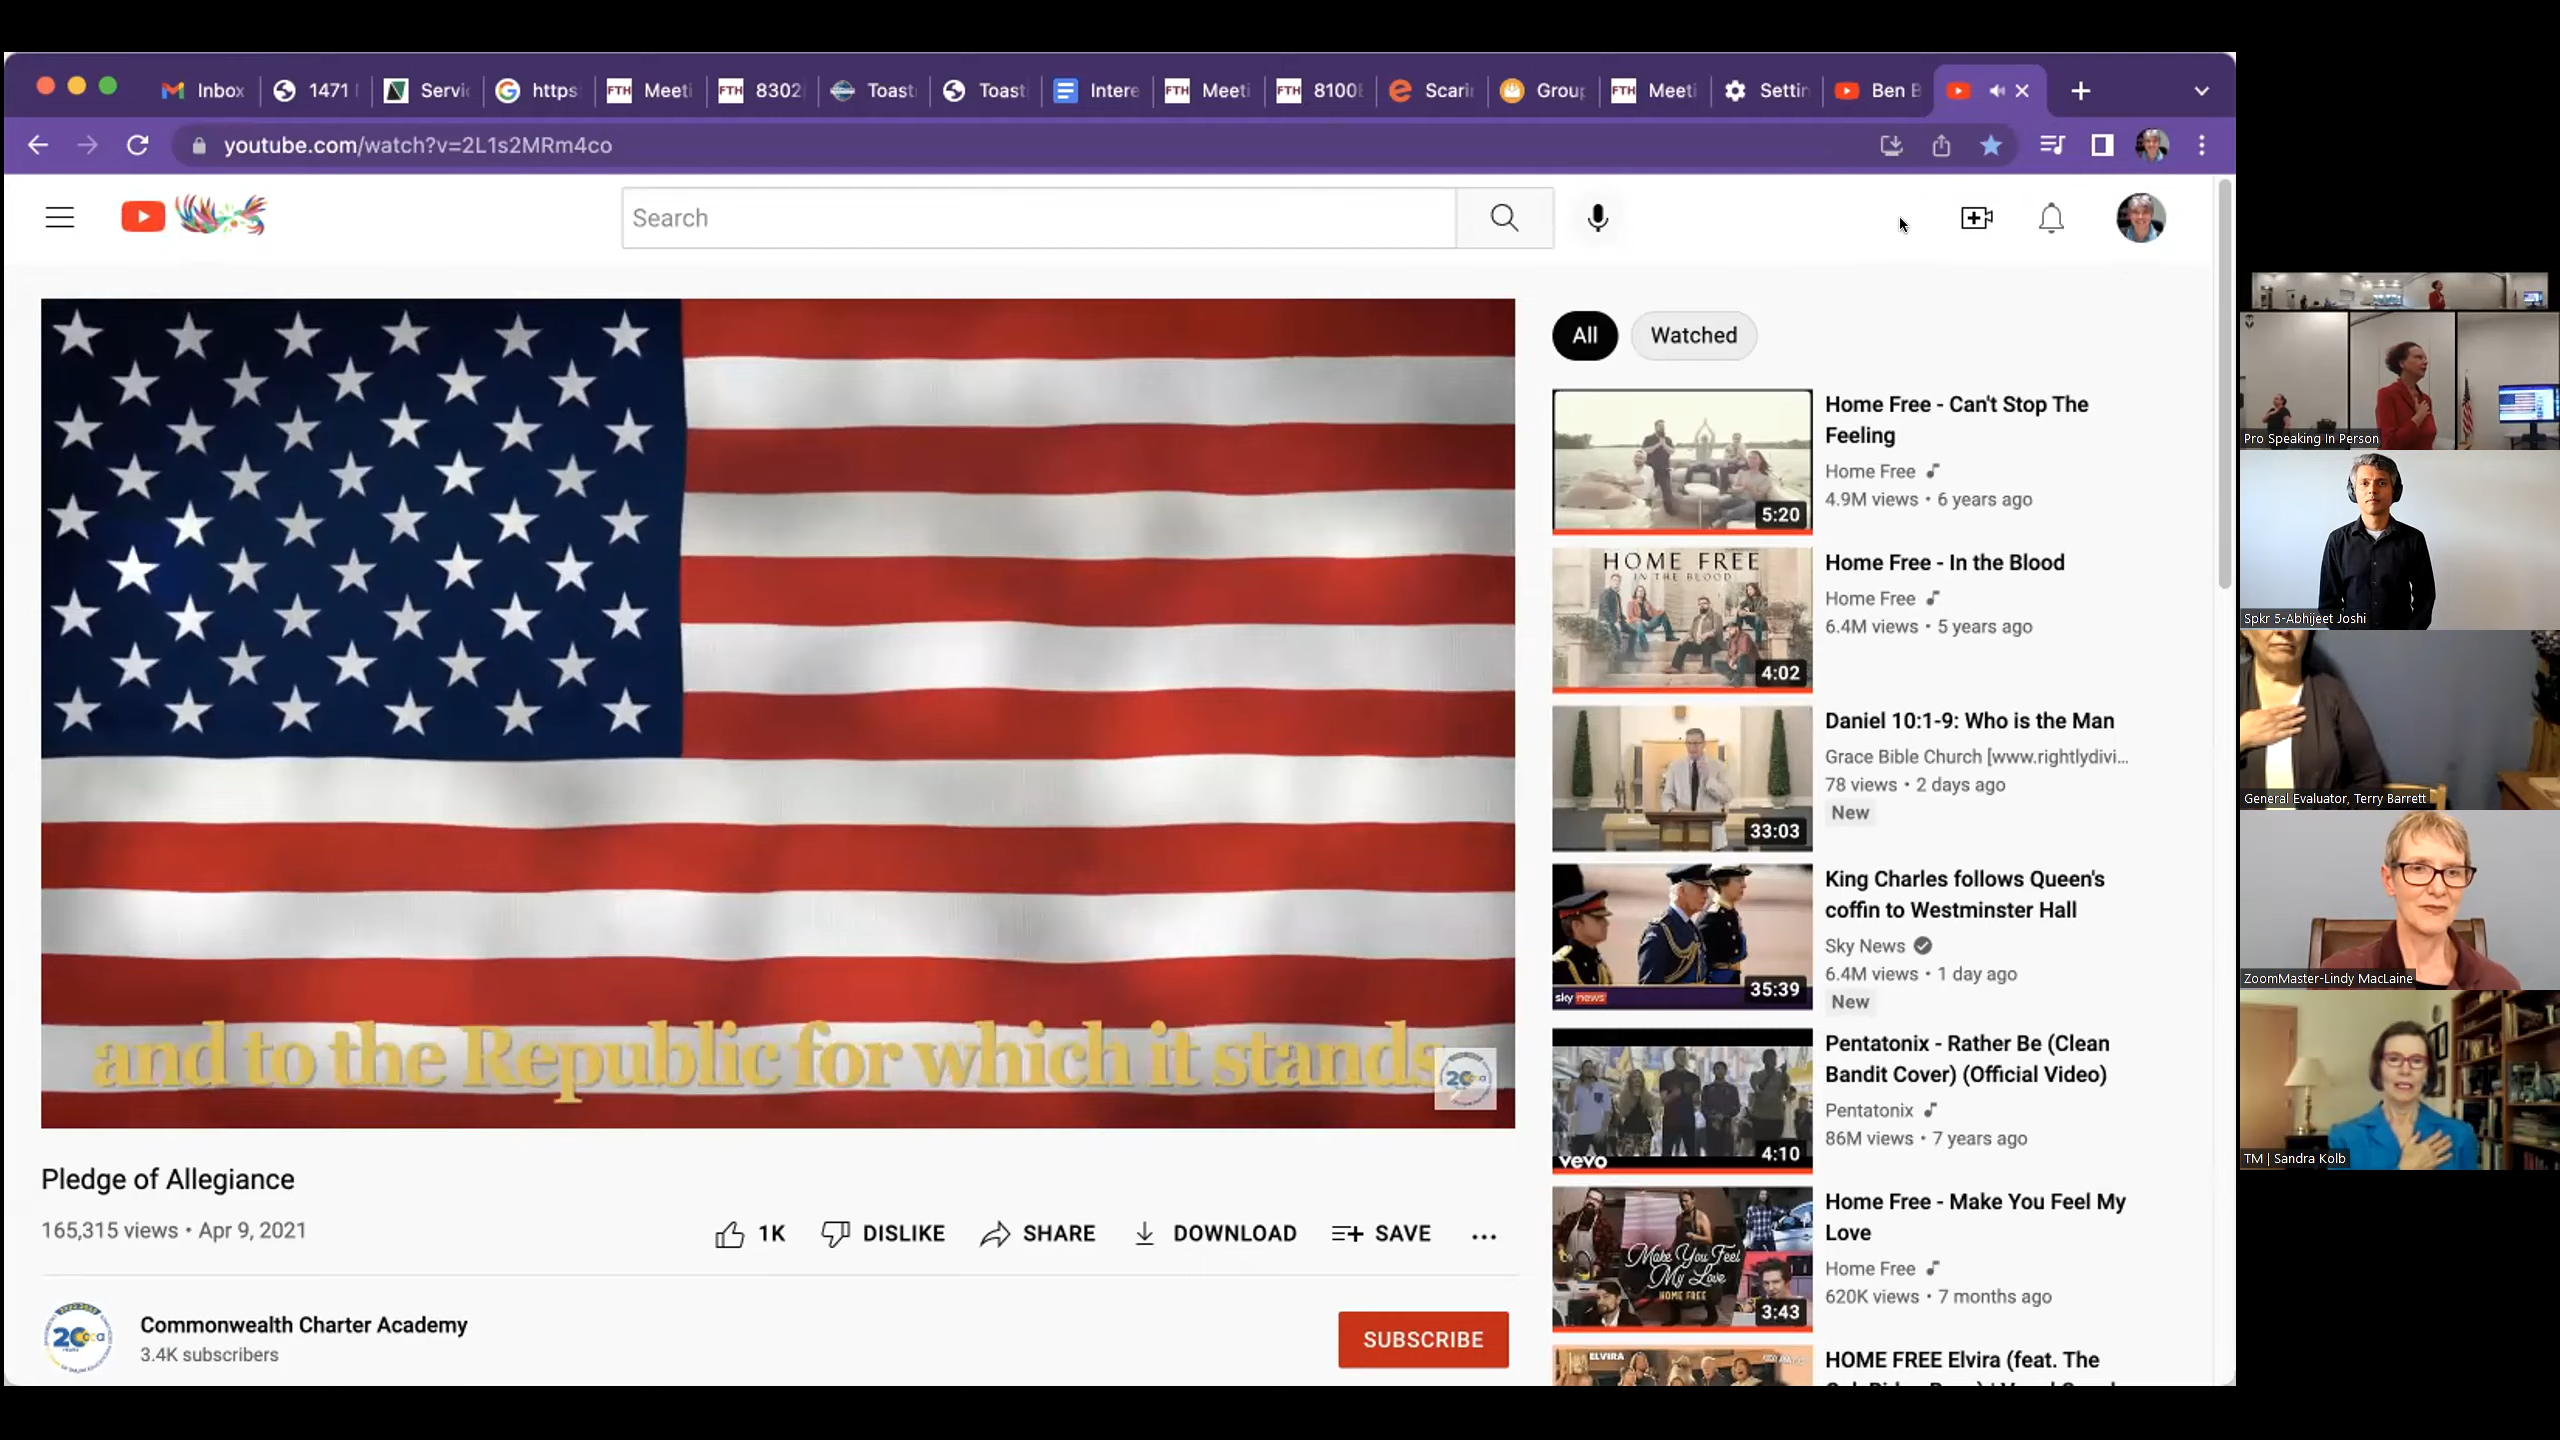 Inbox
1471
Servic
https
FTH Meeti
FTH 8302
Toast
Toast
Intere
FTH Meeti
FTH 8100E
Scarin
Group
FTH Meeti
Settin
Ben B
youtube.com/watch?v=2L1s2MRm4co
Search
and to the Republic for which it stands
Pledge of Allegiance
165,315 views • Apr 9, 2021
1K
DISLIKE
SHARE
DOWNLOAD
SAVE
Commonwealth Charter Academy
3.4K subscribers
SUBSCRIBE
All
Watched
5:20
Home Free - Can't Stop The
Feeling
Home Free
4.9M views • 6 years ago
HOME FREE
IN THE BLOOD
4:02
Home Free - In the Blood
Home Free
6.4M views • 5 years ago
33:03
Daniel 10:1-9: Who is the Man
Grace Bible Church [www.rightlydivi...
78 views • 2 days ago
New
sky news
35:39
King Charles follows Queen's
coffin to Westminster Hall
Sky News
6.4M views • 1 day ago
New
vevo
4:10
Pentatonix - Rather Be (Clean
Bandit Cover) (Official Video)
Pentatonix
86M views • 7 years ago
Make You Feel
My Love
HOME FREE
3:43
Home Free - Make You Feel My
Love
Home Free
620K views • 7 months ago
ELVIRA
HOME FREE Elvira (feat. The
Pro Speaking In Person
Spkr 5-Abhijeet Joshi
General Evaluator, Terry Barrett
ZoomMaster-Lindy MacLaine
TM | Sandra Kolb